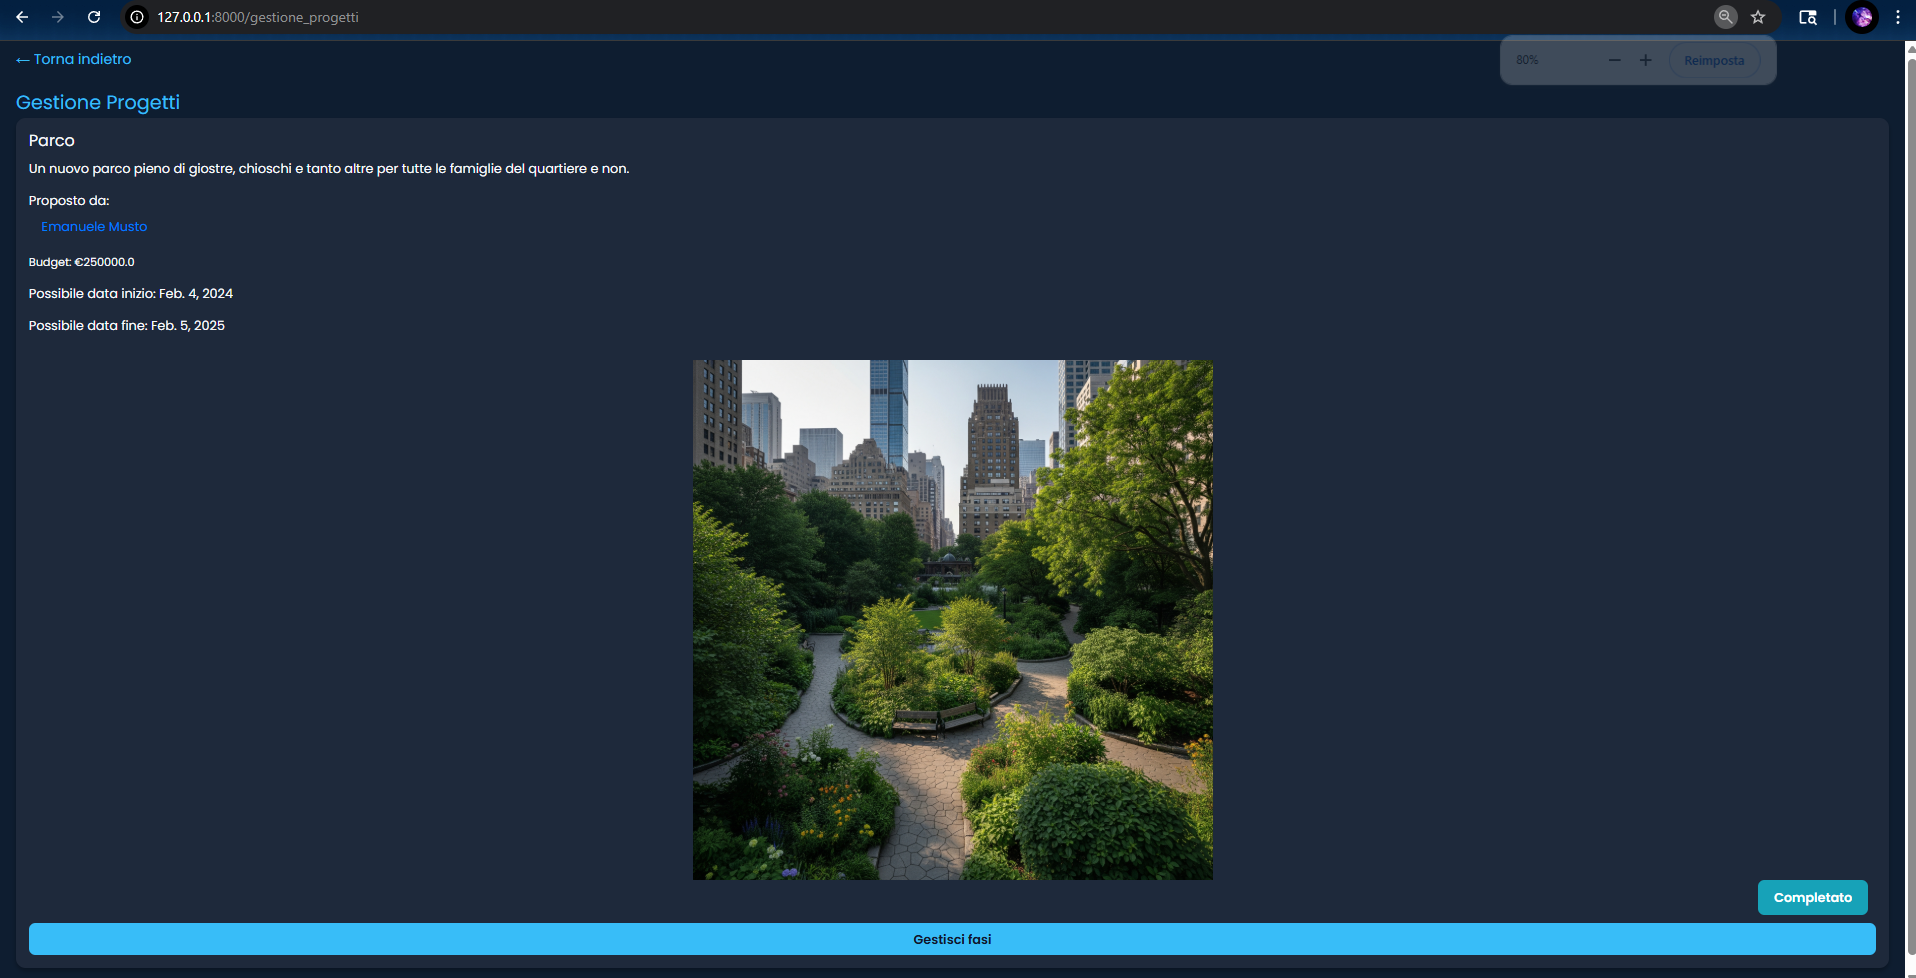 127.0.0.1:8000/gestione_progetti
← Torna indietro
80%
Reimposta
Gestione Progetti
Parco
Un nuovo parco pieno di giostre, chioschi e tanto altre per tutte le famiglie del quartiere e non.
Proposto da:
Emanuele Musto
Budget: €250000.0
Possibile data inizio: Feb. 4, 2024
Possibile data fine: Feb. 5, 2025
Completato
Gestisci fasi